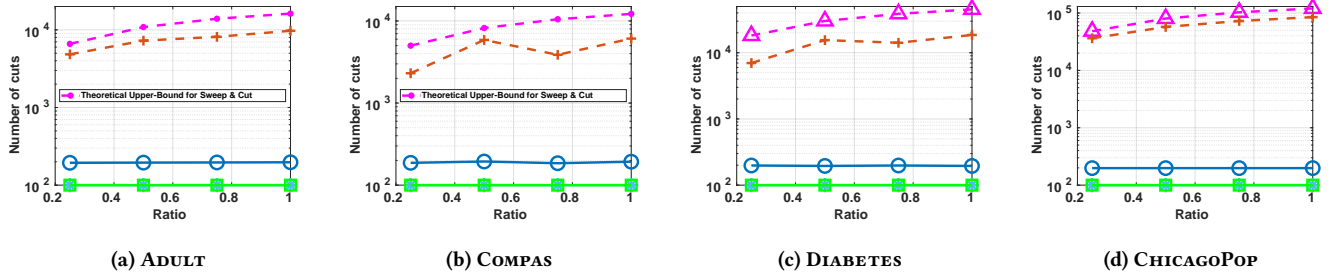 Number of cuts
10^4
10^3
10^2
Theoretical Upper-Bound for Sweep & Cut
0.2 0.4 0.6 0.8 1
Ratio
(a) Adult
Number of cuts
10^4
10^3
10^2
Theoretical Upper-Bound for Sweep & Cut
0.2 0.4 0.6 0.8 1
Ratio
(b) Compas
Number of cuts
10^4
10^3
10^2
0.2 0.4 0.6 0.8 1
Ratio
(c) Diabetes
Number of cuts
10^5
10^4
10^3
10^2
0.2 0.4 0.6 0.8 1
Ratio
(d) ChicagoPop